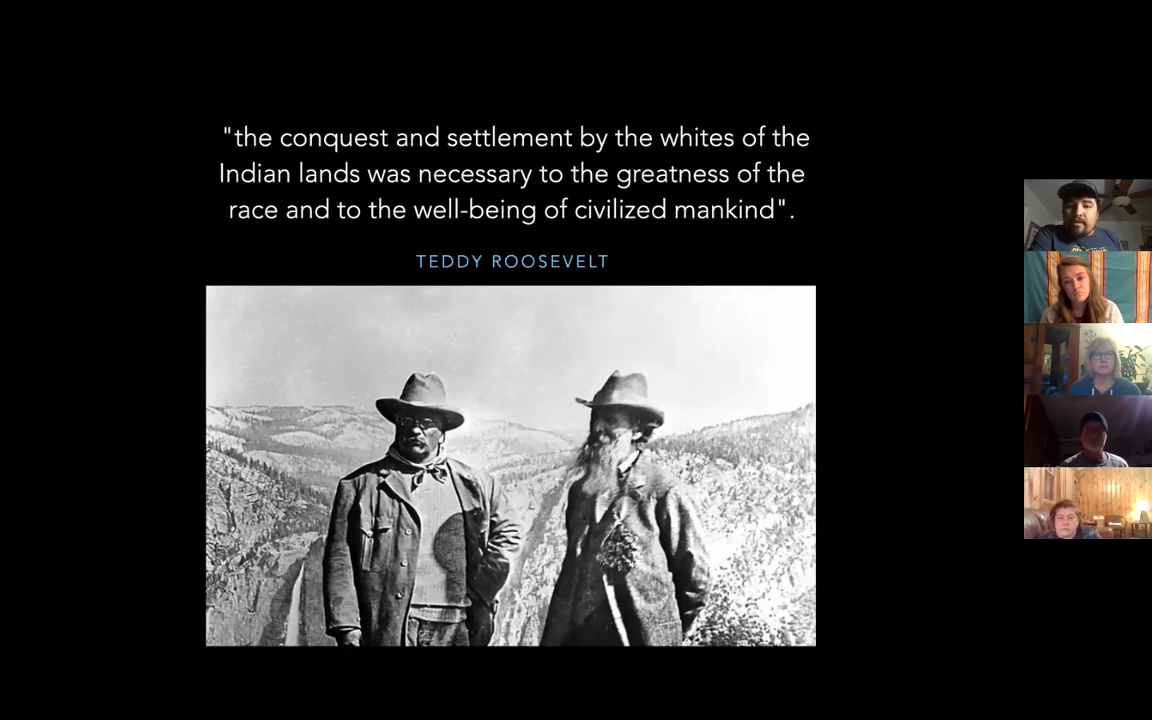 "the conquest and settlement by the whites of the
Indian lands was necessary to the greatness of the
race and to the well-being of civilized mankind".
TEDDY ROOSEVELT